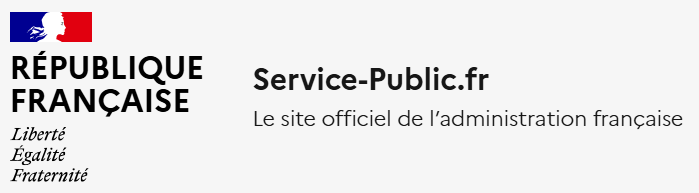 RÉPUBLIQUE
FRANÇAISE
Liberté
Égalité
Fraternité
Service-Public.fr
Le site officiel de l'administration française